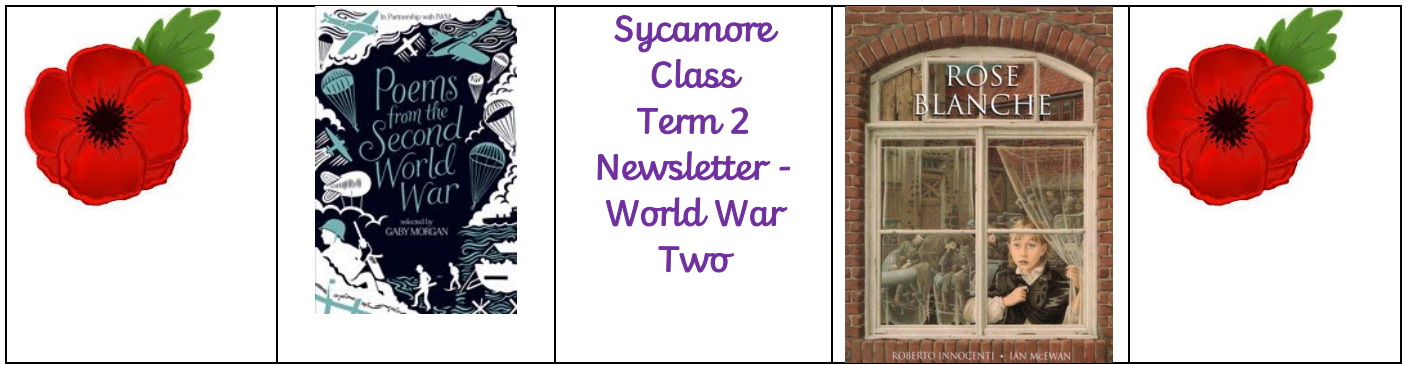 In Partnership with IWM
Poems
from the
Second
World
War
selected by
GABY MORGAN
Sycamore
Class
Term 2
Newsletter -
World War
Two
ROSE
BLANCHE
ROBERTO INNOCENTI • IAN McEWAN